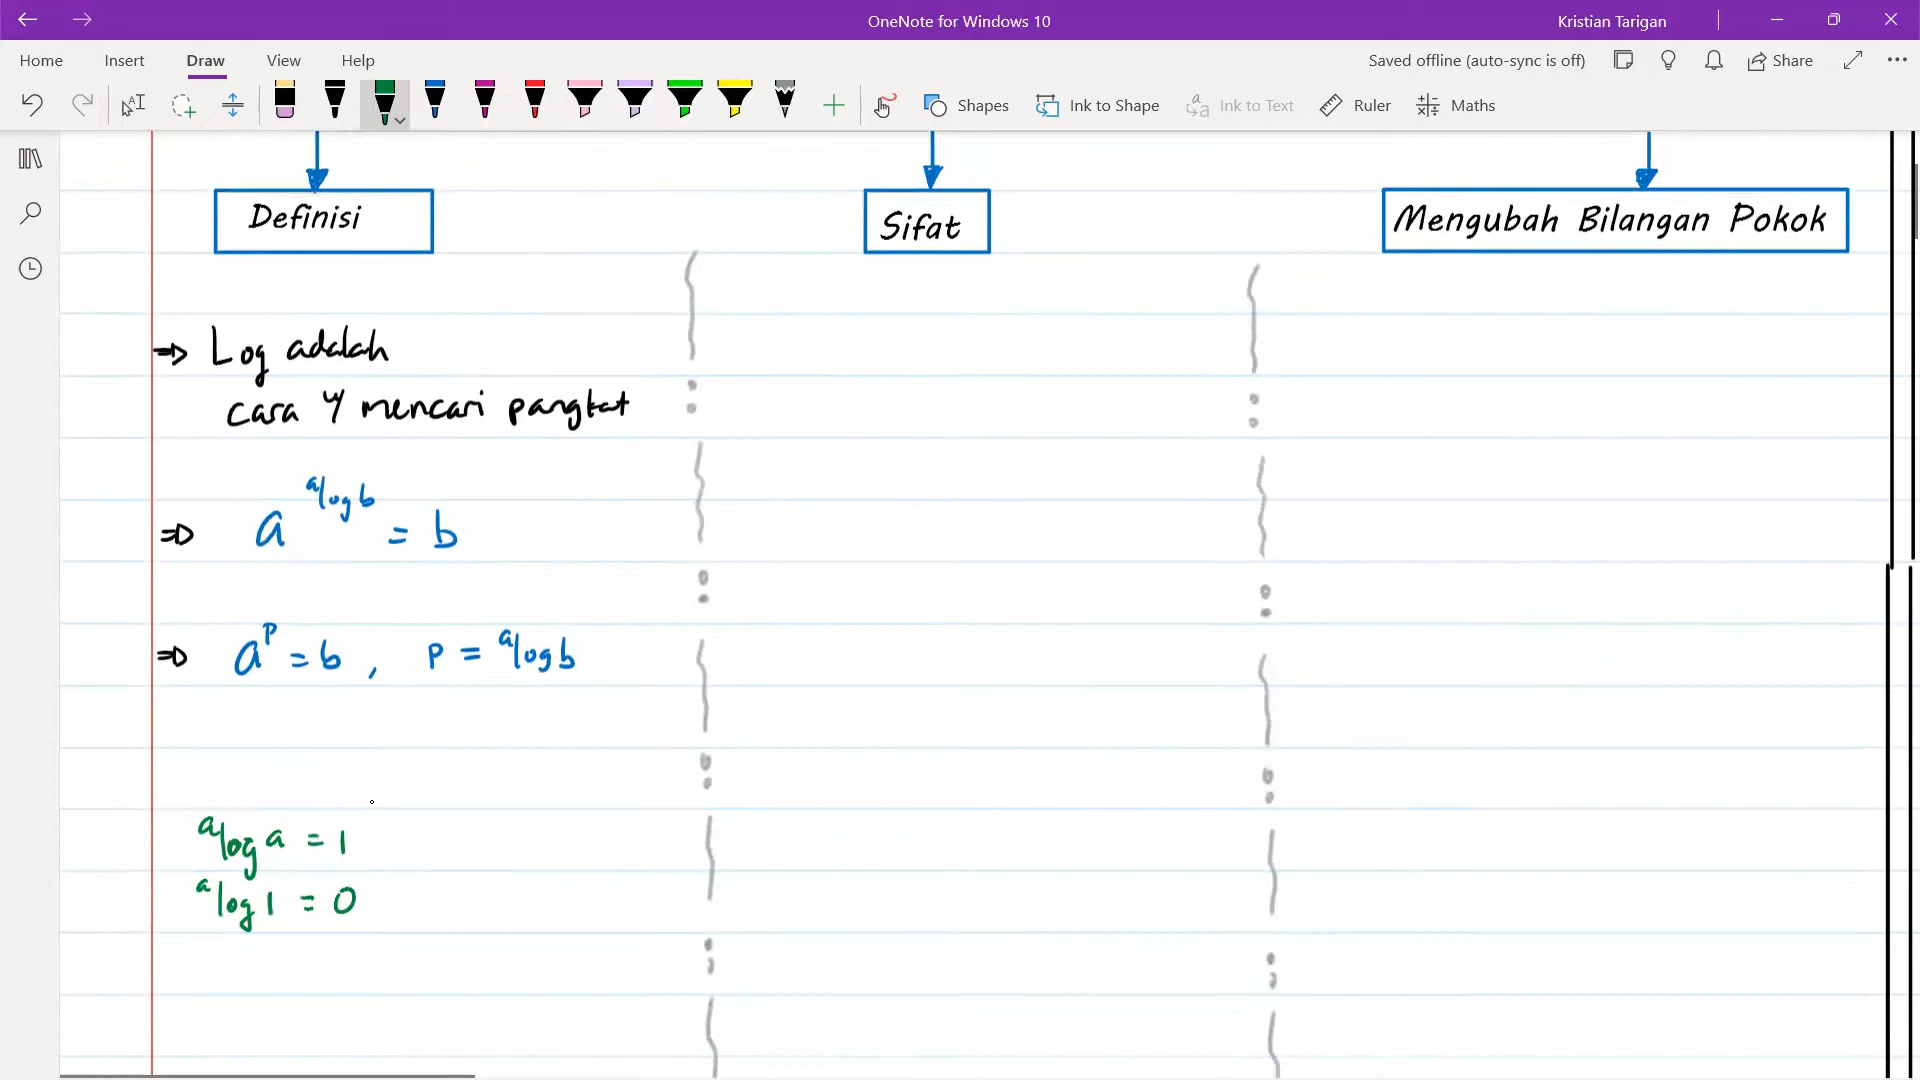 OneNote for Windows 10
Kristian Tarigan
Home Insert Draw View Help
Saved offline (auto-sync is off) Share
Shapes Ink to Shape Ink to Text Ruler Maths
Definisi
Sifat
Mengubah Bilangan Pokok
⇒ Log adalah
cara y mencari pangkat
⇒ a^(ᵃlog b) = b
⇒ a^p = b , p = ᵃlog b
ᵃlog a = 1
ᵃlog 1 = 0